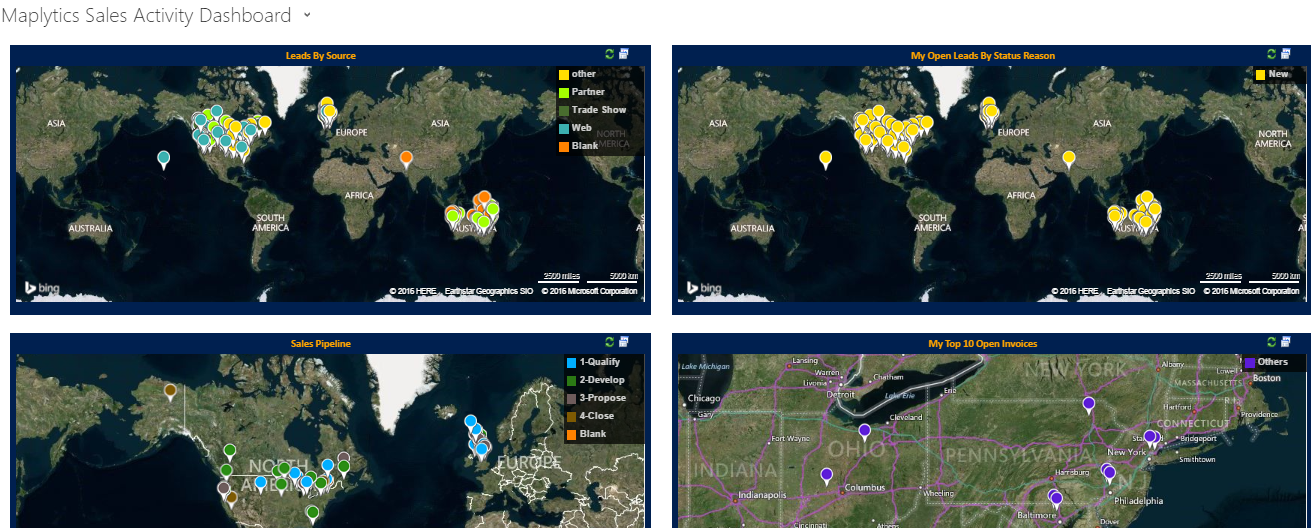 Maplytics Sales Activity Dashboard
Leads By Source
other
Partner
Trade Show
Web
Blank
ASIA
EUROPE
ASIA
NORTH
AMERICA
AFRICA
SOUTH
AMERICA
AUSTRALIA
2500 miles 5000 km
bing
© 2016 HERE Earthstar Geographics SIO © 2016 Microsoft Corporation
My Open Leads By Status Reason
New
ASIA
EUROPE
ASIA
NORTH
AMERICA
AFRICA
SOUTH
AMERICA
AUSTRALIA
2500 miles 5000 km
bing
© 2016 HERE Earthstar Geographics SIO © 2016 Microsoft Corporation
Sales Pipeline
1-Qualify
2-Develop
3-Propose
4-Close
Blank
NORTH
EUROPE
My Top 10 Open Invoices
Others
Lansing
Lake Michigan
Warren
Livonia
Chatham
Detroit
Chicago
Lake Erie
Erie
Gary
Cleveland
NEW YORK
Albany
Lowell
Boston
MASSACHUSETTS
Hartford
R.I.
Providence
CONNECTICUT
Fort Wayne
OHIO
PENNSYLVANIA
Bridgeport
New York
Smithtown
INDIANA
Harrisburg
Columbus
Wheeling
Indianapolis
Philadelphia
Baltimore
Cincinnati
Athens
Dover